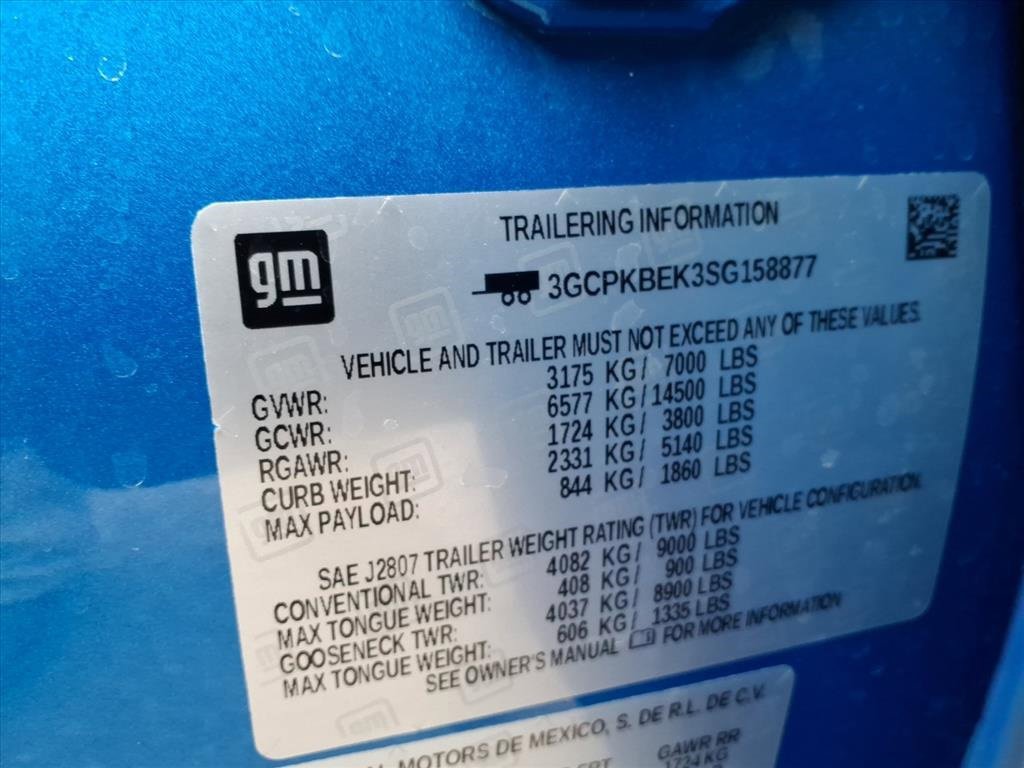 gm
TRAILERING INFORMATION
3GCPKBEK3SG158877
VEHICLE AND TRAILER MUST NOT EXCEED ANY OF THESE VALUES.
GVWR: 3175 KG/ 7000 LBS
GCWR: 6577 KG/ 14500 LBS
RGAWR: 1724 KG/ 3800 LBS
CURB WEIGHT: 2331 KG/ 5140 LBS
MAX PAYLOAD: 844 KG/ 1860 LBS
SAE J2807 TRAILER WEIGHT RATING (TWR) FOR VEHICLE CONFIGURATION.
CONVENTIONAL TWR: 4082 KG/ 9000 LBS
MAX TONGUE WEIGHT: 408 KG/ 900 LBS
GOOSENECK TWR: 4037 KG/ 8900 LBS
MAX TONGUE WEIGHT: 606 KG/ 1335 LBS
SEE OWNER'S MANUAL FOR MORE INFORMATION
MOTORS DE MEXICO, S. DE R.L. DE C.V.
GAWR RR
1724 KG